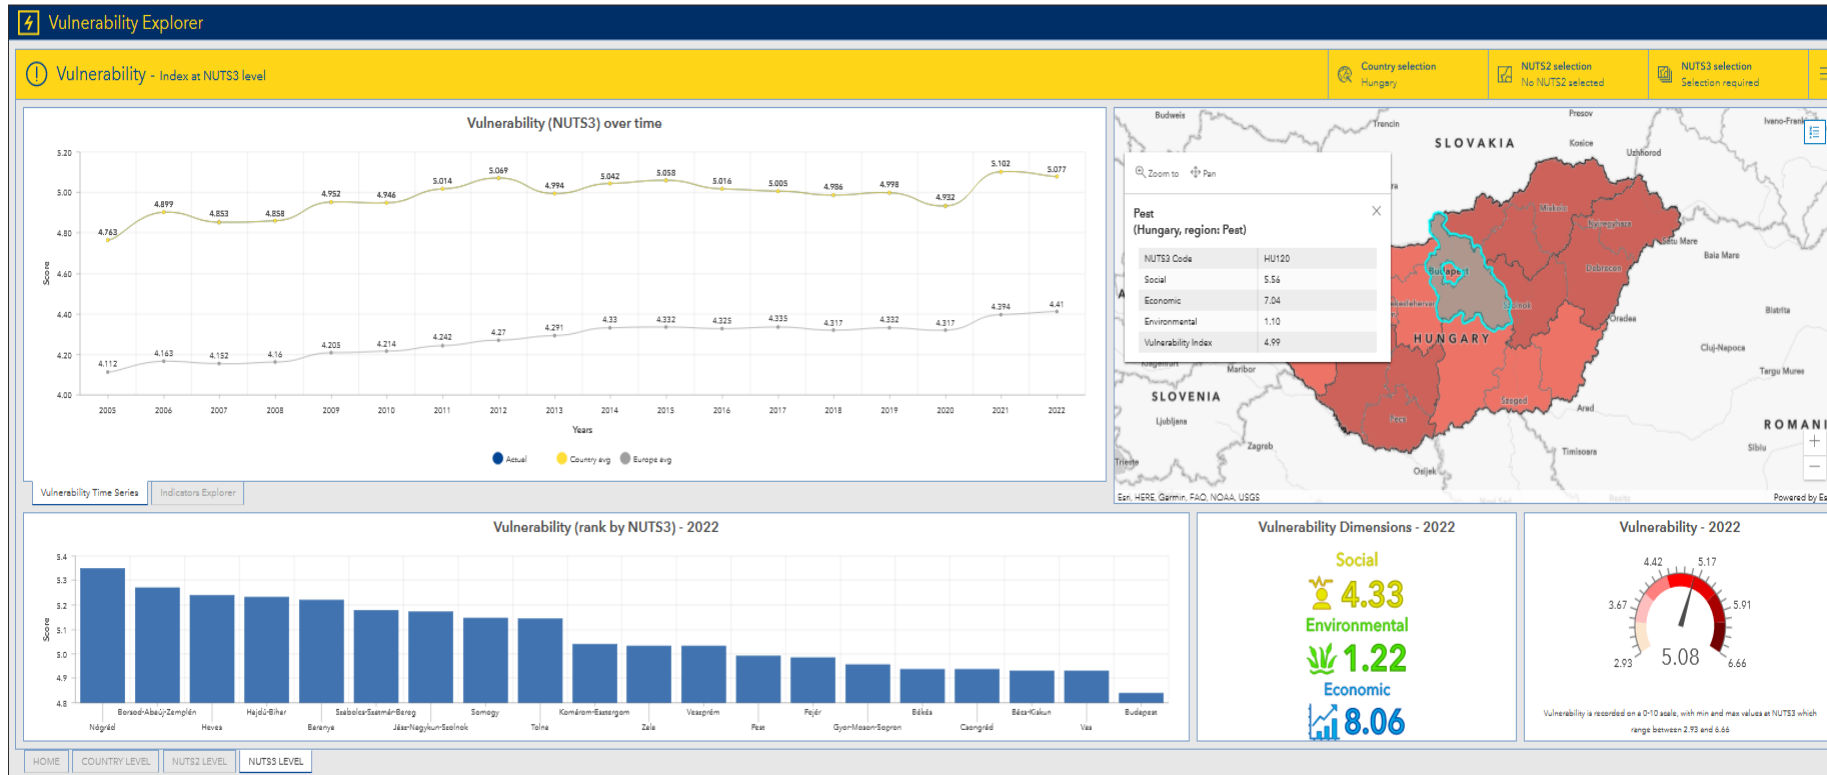 Vulnerability Explorer
Vulnerability - Index at NUTS3 level
Country selection
Hungary
NUTS2 selection
No NUTS2 selected
NUTS3 selection
Selection required
Vulnerability (NUTS3) over time
5.20
5.00
4.80
4.60
4.40
4.20
4.00
Score
4.763
4.899
4.853
4.858
4.952
4.946
5.014
5.069
4.994
5.042
5.058
5.016
5.005
4.986
4.998
4.932
5.102
5.077
4.112
4.163
4.152
4.16
4.205
4.214
4.242
4.27
4.291
4.33
4.332
4.325
4.335
4.317
4.332
4.317
4.394
4.41
2005 2006 2007 2008 2009 2010 2011 2012 2013 2014 2015 2016 2017 2018 2019 2020 2021 2022
Years
Actual Country avg Europe avg
Vulnerability Time Series Indicators Explorer
Budweis
Trencin
Presov
Ivano-Frank
SLOVAKIA
Kosice
Uzhhorod
Zoom to Pan
Pest
(Hungary, region: Pest)
NUTS3 Code HU120
Social 5.56
Economic 7.04
Environmental 1.10
Vulnerability Index 4.99
Miskolc
Nyiregyhaza
Satu Mare
Baia Mare
Budapest
Debrecen
Szolnok
Oradea
Bistrita
HUNGARY
Cluj-Napoca
Targu Mures
Klagenfurt
Maribor
SLOVENIA
Ljubljana
Szeged
Arad
Pecs
ROMANI
Zagreb
Timisoara
Sibiu
Trieste
Osijek
Esri, HERE, Garmin, FAO, NOAA, USGS
Powered by Es
Vulnerability (rank by NUTS3) - 2022
5.4
5.3
5.2
5.1
5.0
4.9
4.8
Score
Borsod-Abaúj-Zemplén Hajdú-Bihar Szabolcs-Szatmár-Bereg Somogy Komárom-Esztergom Veszprém Fejér Békés Bács-Kiskun Budapest
Nógrád Heves Baranya Jász-Nagykun-Szolnok Tolna Zala Pest Gyor-Moson-Sopron Csongrád Vas
Vulnerability Dimensions - 2022
Social
4.33
Environmental
1.22
Economic
8.06
Vulnerability - 2022
4.42
5.17
3.67
5.91
2.93
5.08
6.66
Vulnerability is recorded on a 0-10 scale, with min and max values at NUTS3 which
range between 2.93 and 6.66
HOME COUNTRY LEVEL NUTS2 LEVEL NUTS3 LEVEL